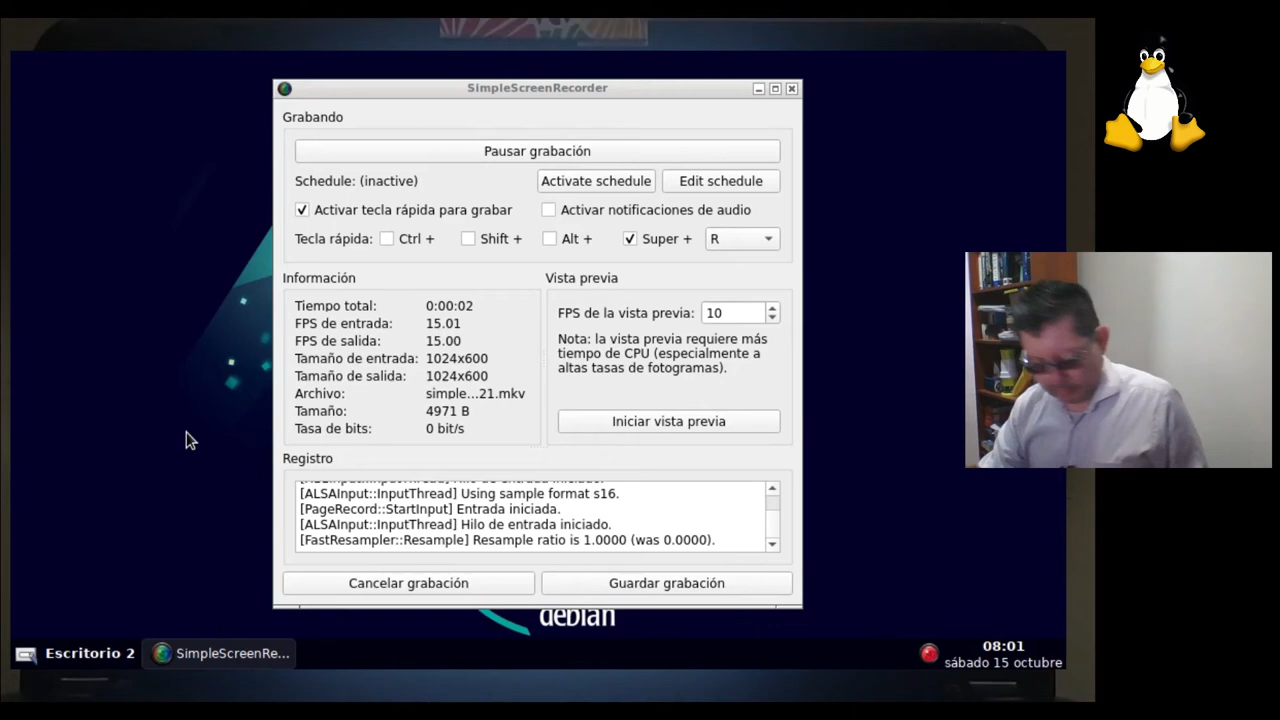 SimpleScreenRecorder
Grabando
Pausar grabación
Schedule: (inactive) Activate schedule Edit schedule
Activar tecla rápida para grabar Activar notificaciones de audio
Tecla rápida: Ctrl + Shift + Alt + Super + R
Información
Tiempo total: 0:00:02
FPS de entrada: 15.01
FPS de salida: 15.00
Tamaño de entrada: 1024x600
Tamaño de salida: 1024x600
Archivo: simple...21.mkv
Tamaño: 4971 B
Tasa de bits: 0 bit/s
Vista previa
FPS de la vista previa: 10
Nota: la vista previa requiere más
tiempo de CPU (especialmente a
altas tasas de fotogramas).
Iniciar vista previa
Registro
[ALSAInput::InputThread] Using sample format s16.
[PageRecord::StartInput] Entrada iniciada.
[ALSAInput::InputThread] Hilo de entrada iniciado.
[FastResampler::Resample] Resample ratio is 1.0000 (was 0.0000).
Cancelar grabación Guardar grabación
debian
Escritorio 2 SimpleScreenRe... 08:01
sábado 15 octubre